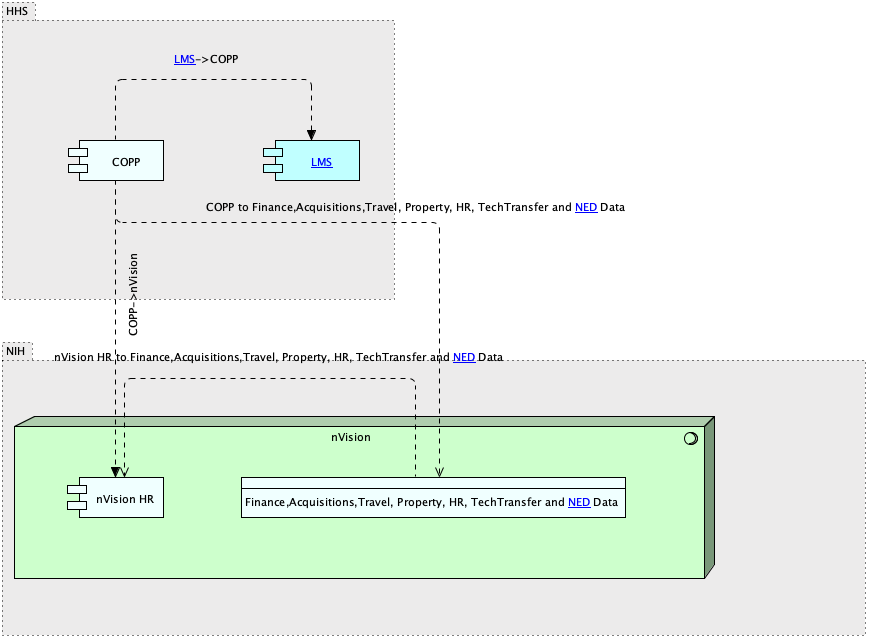 HHS
LMS->COPP
COPP
LMS
COPP to Finance,Acquisitions,Travel, Property, HR, TechTransfer and NED Data
COPP->nVision
NIH
nVision HR to Finance,Acquisitions,Travel, Property, HR, TechTransfer and NED Data
nVision
nVision HR
Finance,Acquisitions,Travel, Property, HR, TechTransfer and NED Data